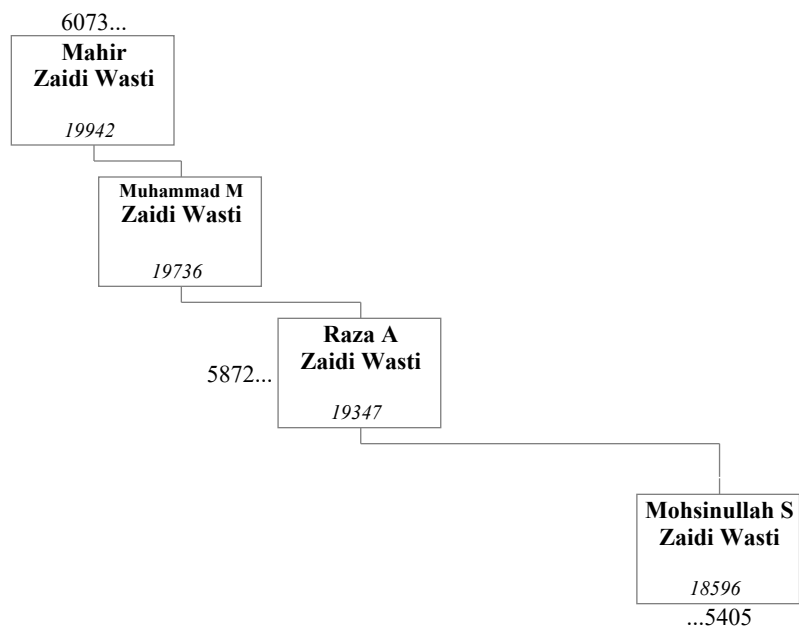 6073...
Mahir
Zaidi Wasti
19942
Muhammad M
Zaidi Wasti
19736
Raza A
Zaidi Wasti
5872...
19347
Mohsinullah S
Zaidi Wasti
18596
...5405